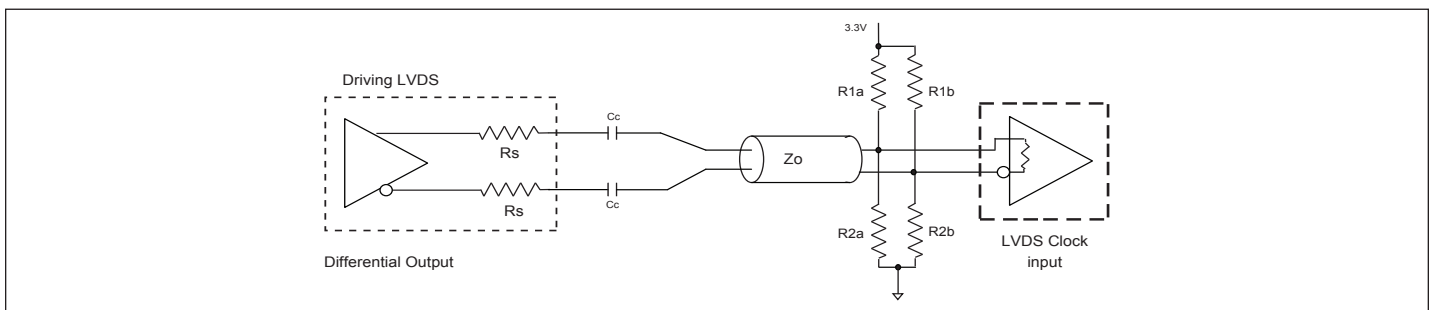 3.3V
Driving LVDS
R1a
R1b
Cc
Rs
Zo
Cc
Rs
R2a
R2b
LVDS Clock
input
Differential Output